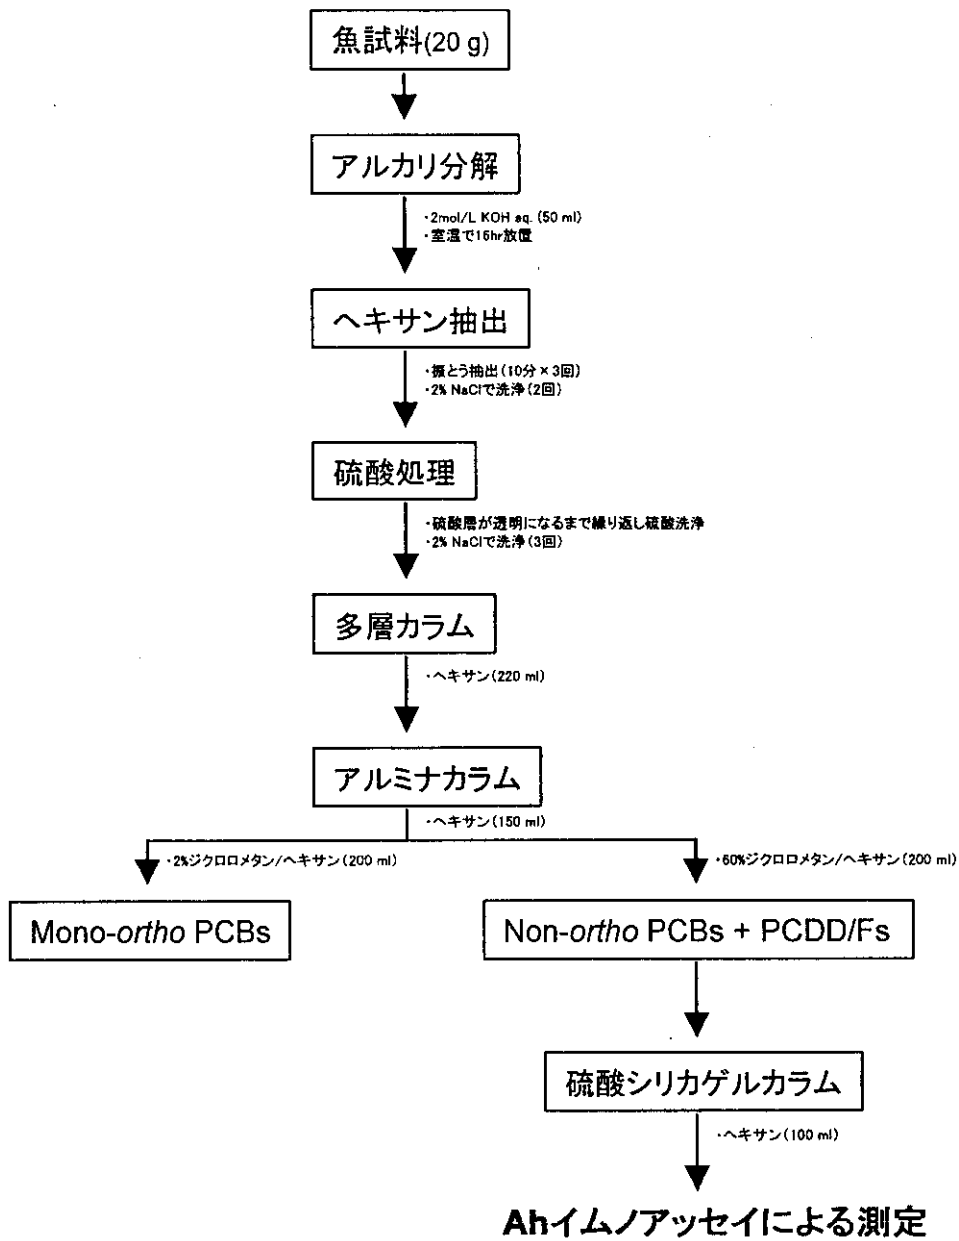 魚試料(20 g)
アルカリ分解
・2mol/L KOH aq. (50 ml)
・室温で16hr放置
ヘキサン抽出
・振とう抽出(10分×3回)
・2% NaClで洗浄(2回)
硫酸処理
・硫酸層が透明になるまで繰り返し硫酸洗浄
・2% NaClで洗浄(3回)
多層カラム
・ヘキサン(220 ml)
アルミナカラム
・ヘキサン(150 ml)
・2%ジクロロメタン/ヘキサン(200 ml)
・60%ジクロロメタン/ヘキサン(200 ml)
Mono-ortho PCBs
Non-ortho PCBs + PCDD/Fs
硫酸シリカゲルカラム
・ヘキサン(100 ml)
Ahイムノアッセイによる測定